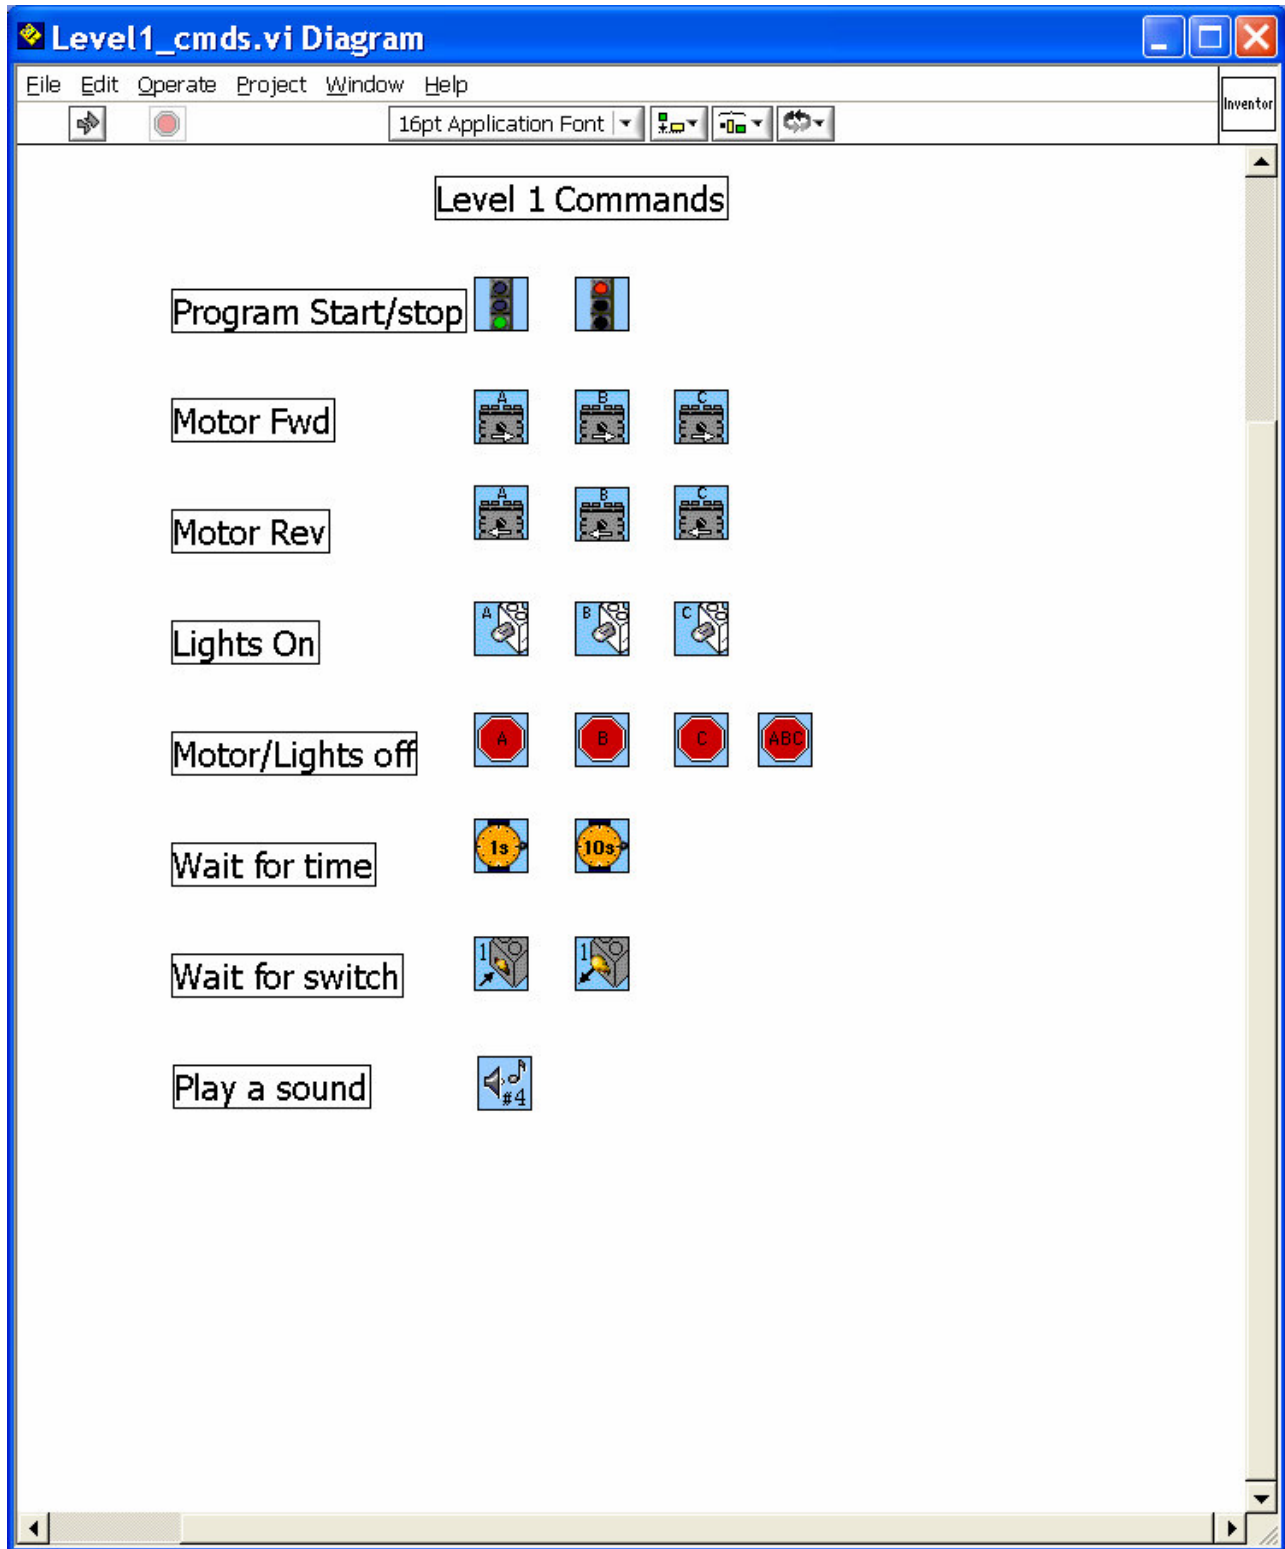 Level1_cmds.vi Diagram
File Edit Operate Project Window Help
Inventor
16pt Application Font
Level 1 Commands
Program Start/stop
Motor Fwd
A B C
Motor Rev
A B C
Lights On
A B C
Motor/Lights off
A B C ABC
Wait for time
1s 10s
Wait for switch
1 1
Play a sound
#4